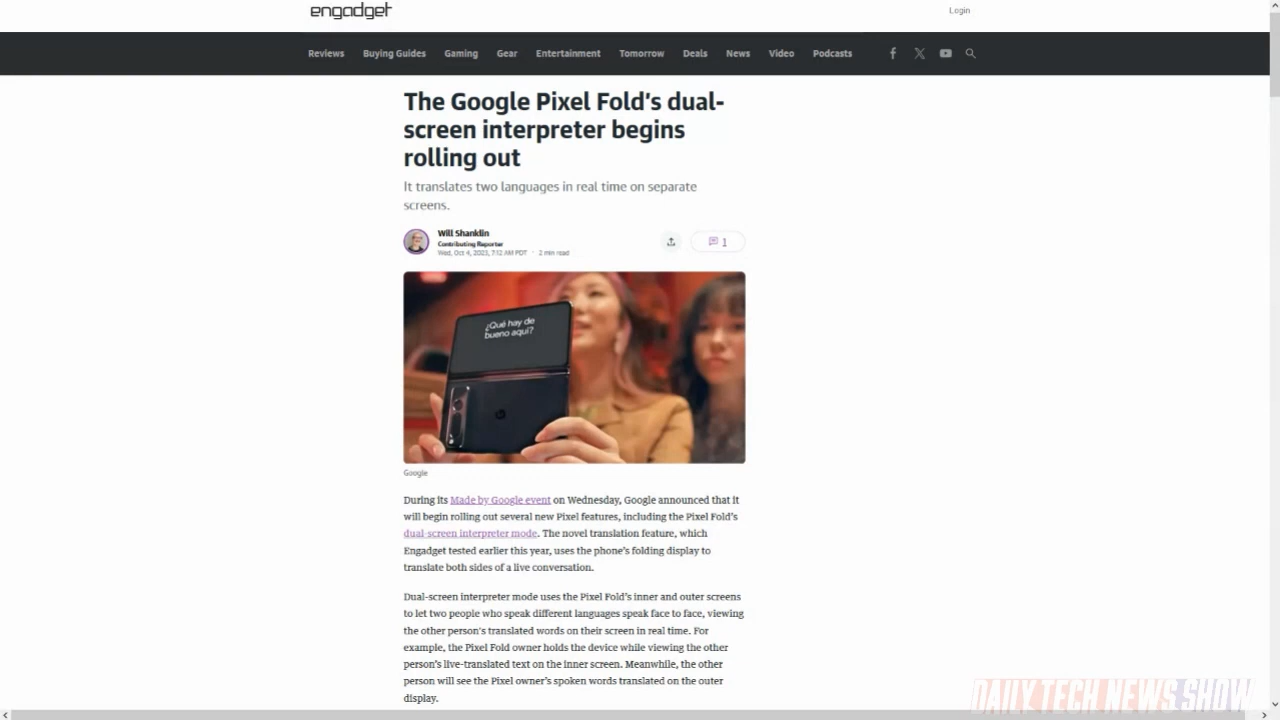 engadget
Login
Reviews Buying Guides Gaming Gear Entertainment Tomorrow Deals News Video Podcasts
The Google Pixel Fold's dual-
screen interpreter begins
rolling out
It translates two languages in real time on separate
screens.
Will Shanklin
Contributing Reporter
Wed, Oct 4, 2023, 7:12 AM PDT · 2 min read
1
¿Qué hay de
bueno aquí?
Google
During its Made by Google event on Wednesday, Google announced that it
will begin rolling out several new Pixel features, including the Pixel Fold's
dual-screen interpreter mode. The novel translation feature, which
Engadget tested earlier this year, uses the phone's folding display to
translate both sides of a live conversation.
Dual-screen interpreter mode uses the Pixel Fold's inner and outer screens
to let two people who speak different languages speak face to face, viewing
the other person's translated words on their screen in real time. For
example, the Pixel Fold owner holds the device while viewing the other
person's live-translated text on the inner screen. Meanwhile, the other
person will see the Pixel owner's spoken words translated on the outer
display.
DAILY TECH NEWS SHOW